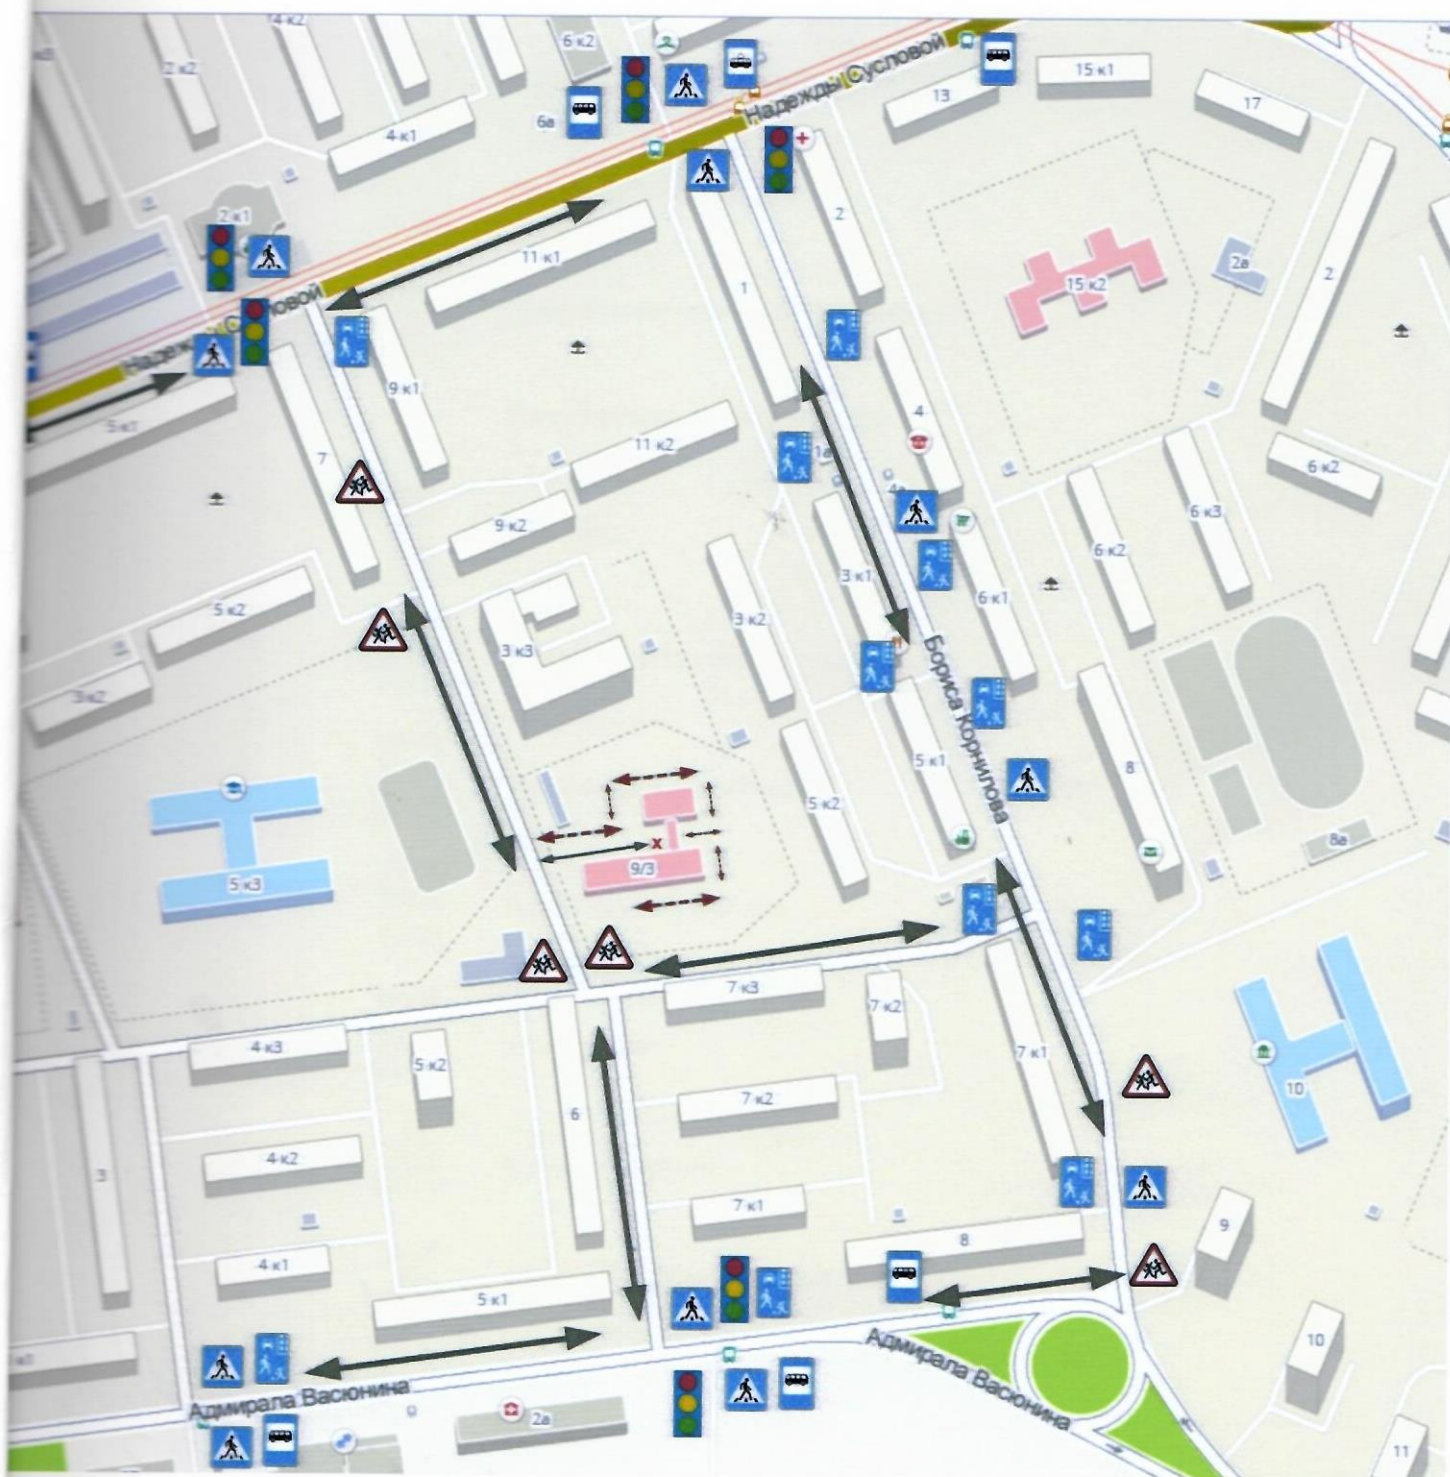 4 к2
6 к2
2 к2
Надежды Сусловой
15 к1
13
17
6в
4 к1
2 к1
2
11 к1
1
15 к2
2а
2
9 к1
5 к1
4
7
11 к2
1а
4а
6 к2
9 к2
6 к3
6 к2
3 к1
6 к1
5 к2
3 к2
3 к3
3 к2
Бориса Корнилова
5 к1
8
5 к2
8а
x
9/3
5 к3
7 к3
7 к2
4 к3
5 к2
7 к1
10
7 к2
6
4 к2
3
7 к1
9
8
4 к1
5 к1
10
Адмирала Васюнина
Адмирала Васюнина
2а
11